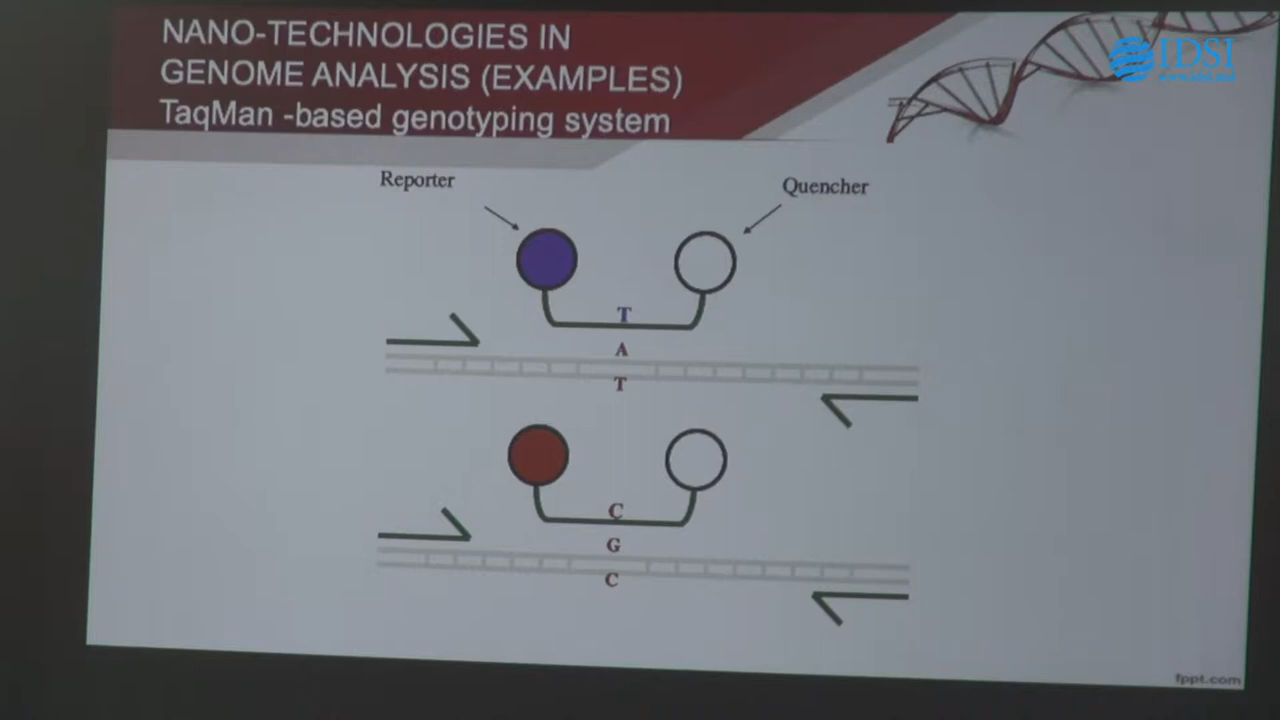 NANO-TECHNOLOGIES IN
GENOME ANALYSIS (EXAMPLES)
TaqMan -based genotyping system
IDSI
Reporter
Quencher
T
A
T
C
G
C
fppt.com